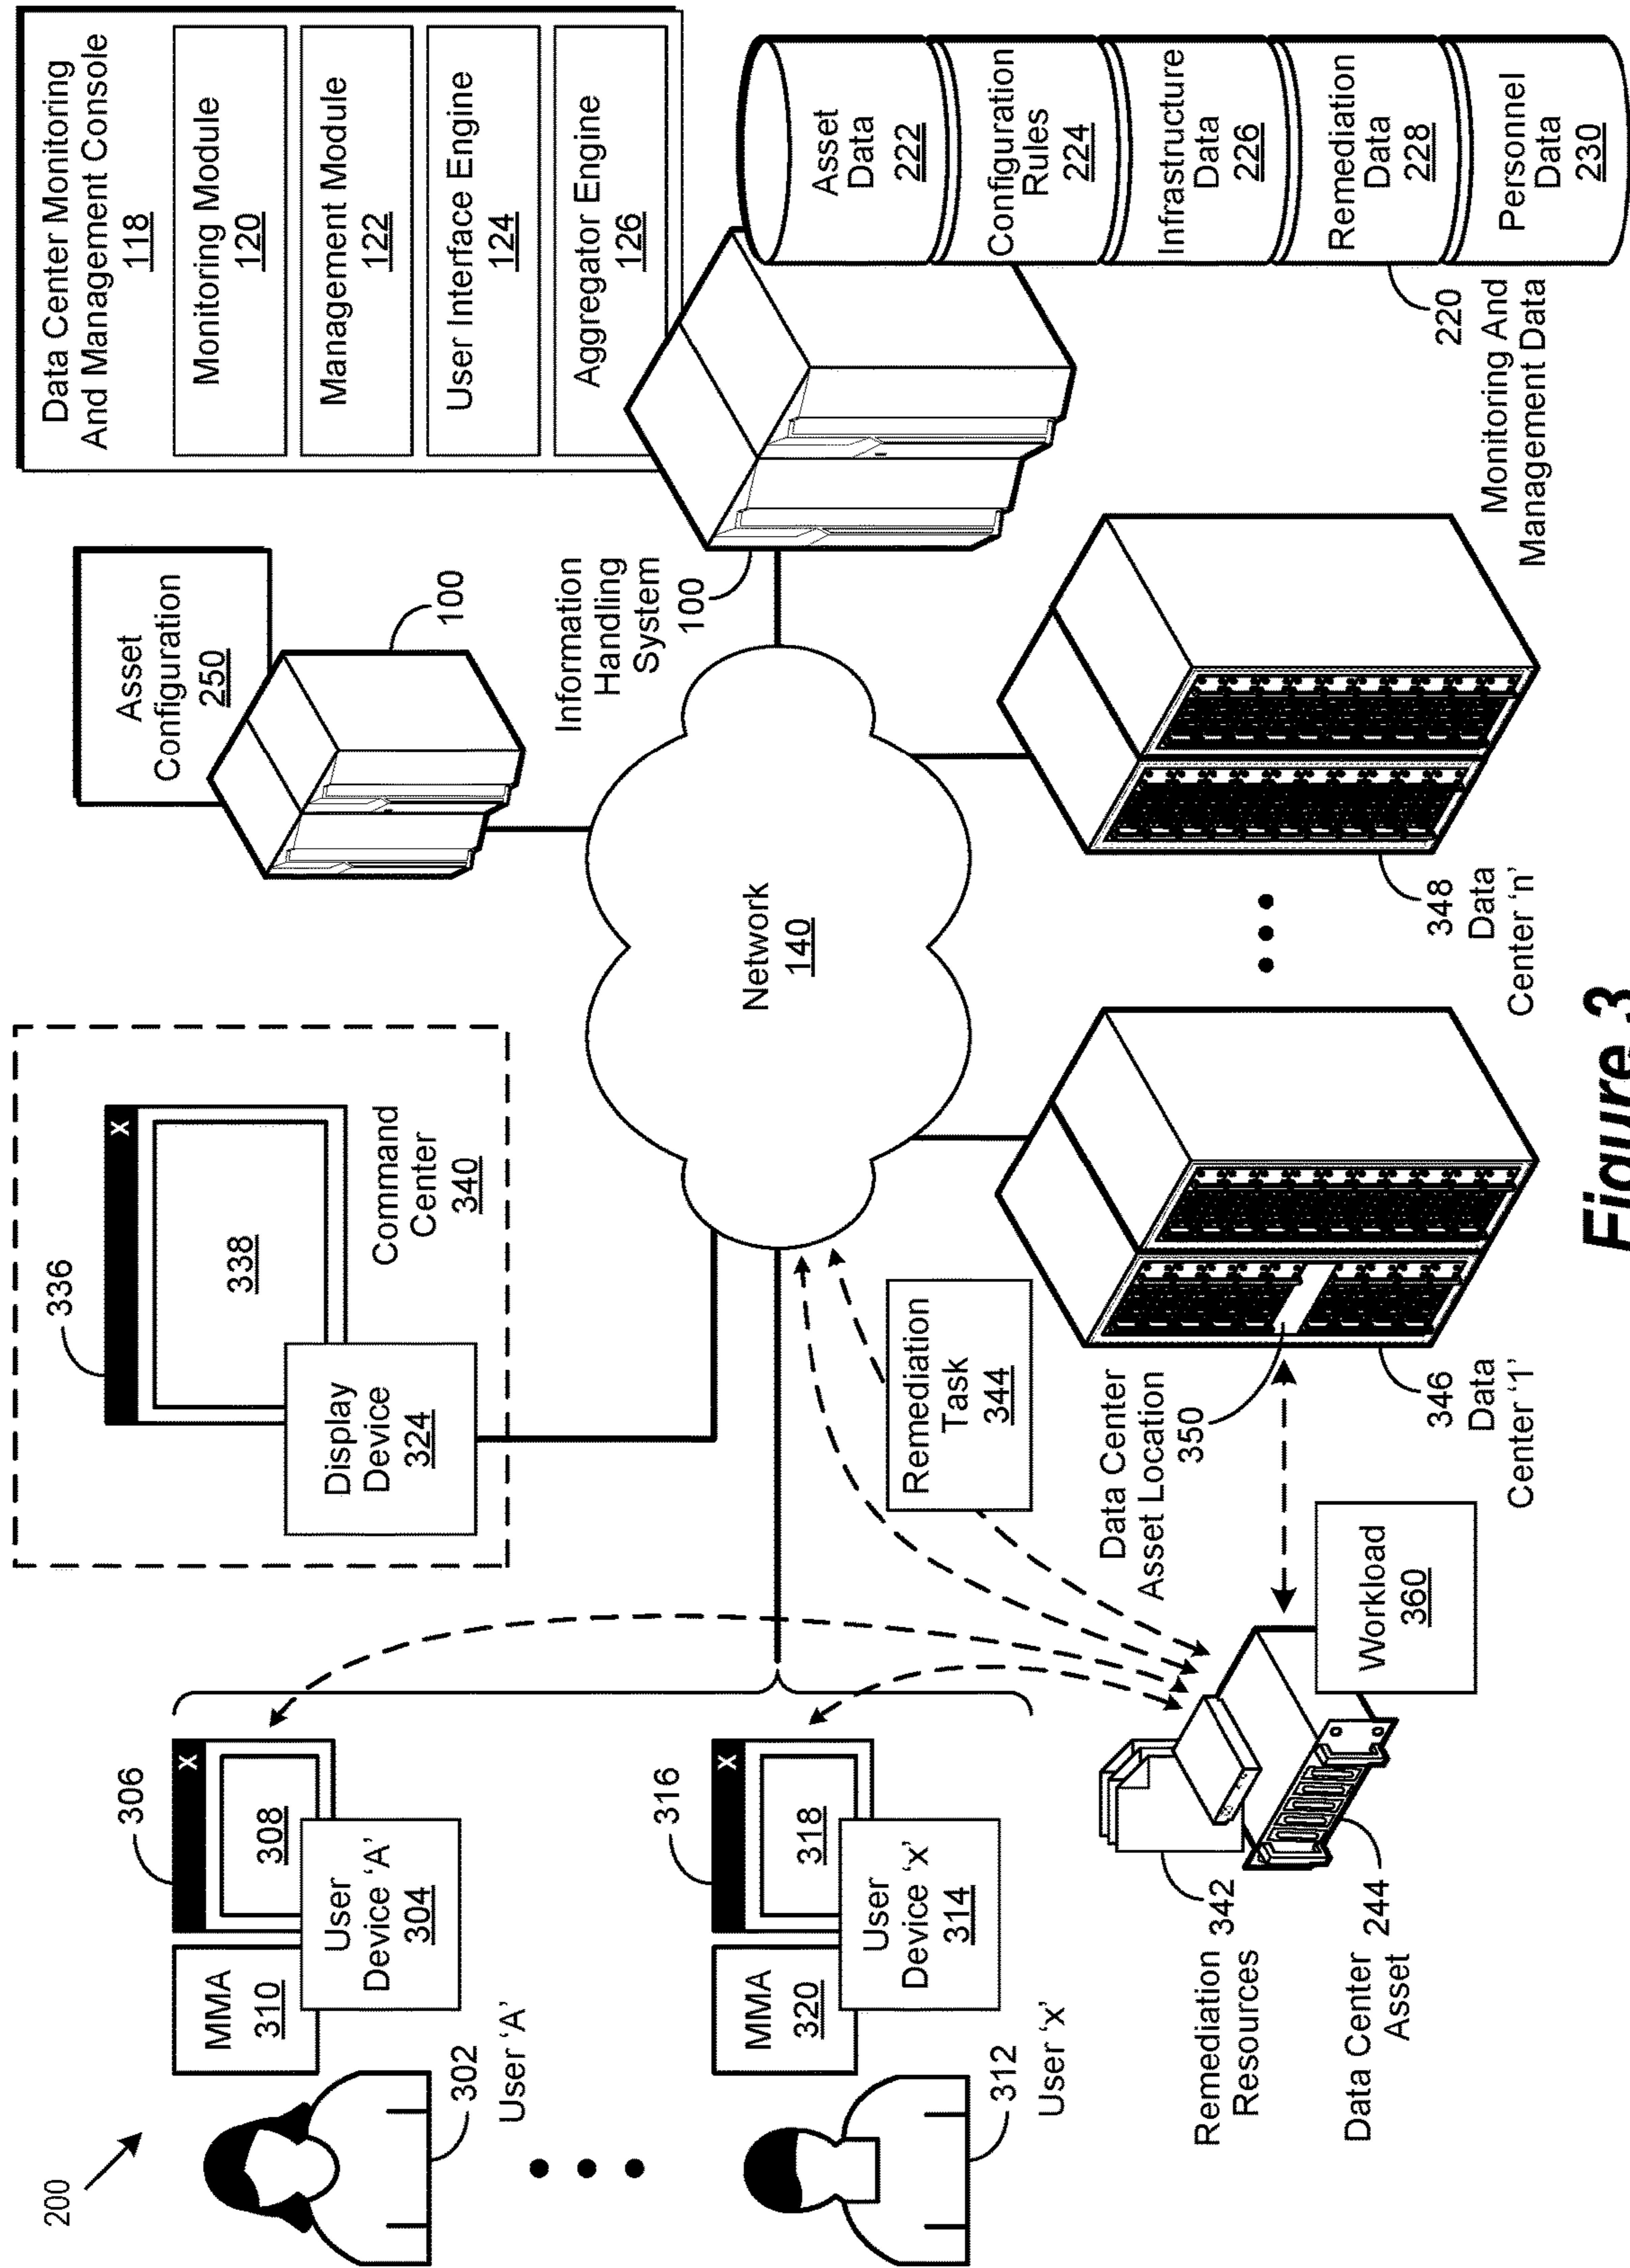 200
302
User ‘A’
MMA
310
306
X
308
User
Device ‘A’
304
312
User ‘x’
MMA
320
316
X
318
User
Device ‘x’
314
336
X
338
Display
Device
324
Command
Center
340
Asset
Configuration
250
100
Data Center Monitoring
And Management Console
118
Monitoring Module
120
Management Module
122
User Interface Engine
124
Aggregator Engine
126
Information
Handling
System
100
Network
140
Remediation
Task
344
Remediation
Resources
342
Data Center
Asset
244
Workload
360
Data Center
Asset Location
350
346
Data
Center ‘1’
348
Data
Center ‘n’
Asset
Data
222
Configuration
Rules
224
Infrastructure
Data
226
Remediation
Data
228
Personnel
Data
230
220
Monitoring And
Management Data
Figure 3